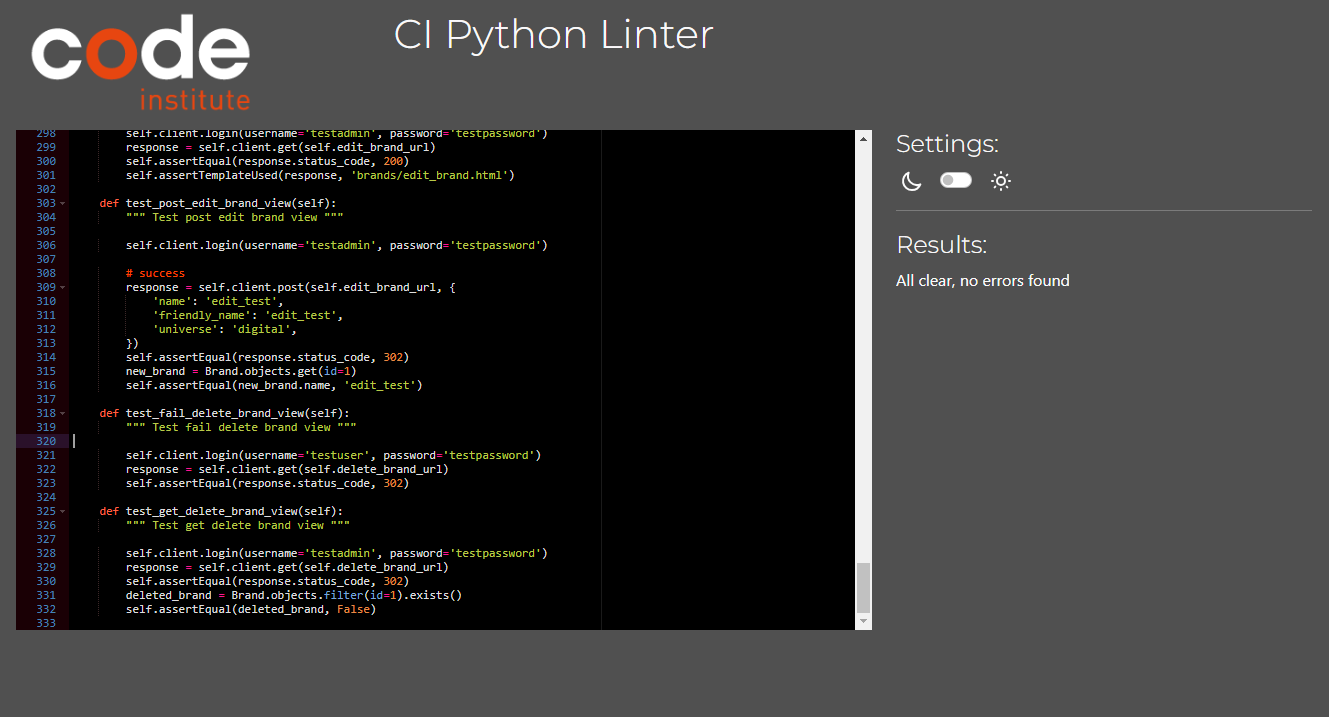 code
institute
CI Python Linter
298 self.client.login(username='testadmin', password='testpassword')
299 response = self.client.get(self.edit_brand_url)
300 self.assertEqual(response.status_code, 200)
301 self.assertTemplateUsed(response, 'brands/edit_brand.html')
302
303 def test_post_edit_brand_view(self):
304 """ Test post edit brand view """
305
306 self.client.login(username='testadmin', password='testpassword')
307
308 # success
309 response = self.client.post(self.edit_brand_url, {
310 'name': 'edit_test',
311 'friendly_name': 'edit_test',
312 'universe': 'digital',
313 })
314 self.assertEqual(response.status_code, 302)
315 new_brand = Brand.objects.get(id=1)
316 self.assertEqual(new_brand.name, 'edit_test')
317
318 def test_fail_delete_brand_view(self):
319 """ Test fail delete brand view """
320
321 self.client.login(username='testuser', password='testpassword')
322 response = self.client.get(self.delete_brand_url)
323 self.assertEqual(response.status_code, 302)
324
325 def test_get_delete_brand_view(self):
326 """ Test get delete brand view """
327
328 self.client.login(username='testadmin', password='testpassword')
329 response = self.client.get(self.delete_brand_url)
330 self.assertEqual(response.status_code, 302)
331 deleted_brand = Brand.objects.filter(id=1).exists()
332 self.assertEqual(deleted_brand, False)
333
Settings:
Results:
All clear, no errors found